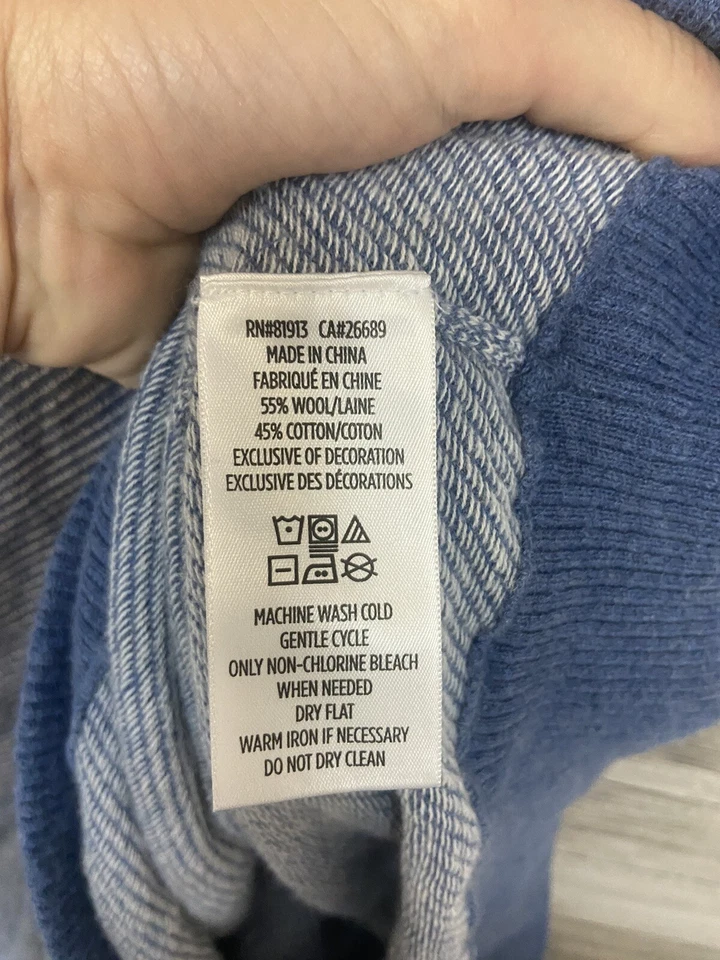 RN#81913 CA#26689
MADE IN CHINA
FABRIQUÉ EN CHINE
55% WOOL/LAINE
45% COTTON/COTON
EXCLUSIVE OF DECORATION
EXCLUSIVE DES DÉCORATIONS
MACHINE WASH COLD
GENTLE CYCLE
ONLY NON-CHLORINE BLEACH
WHEN NEEDED
DRY FLAT
WARM IRON IF NECESSARY
DO NOT DRY CLEAN